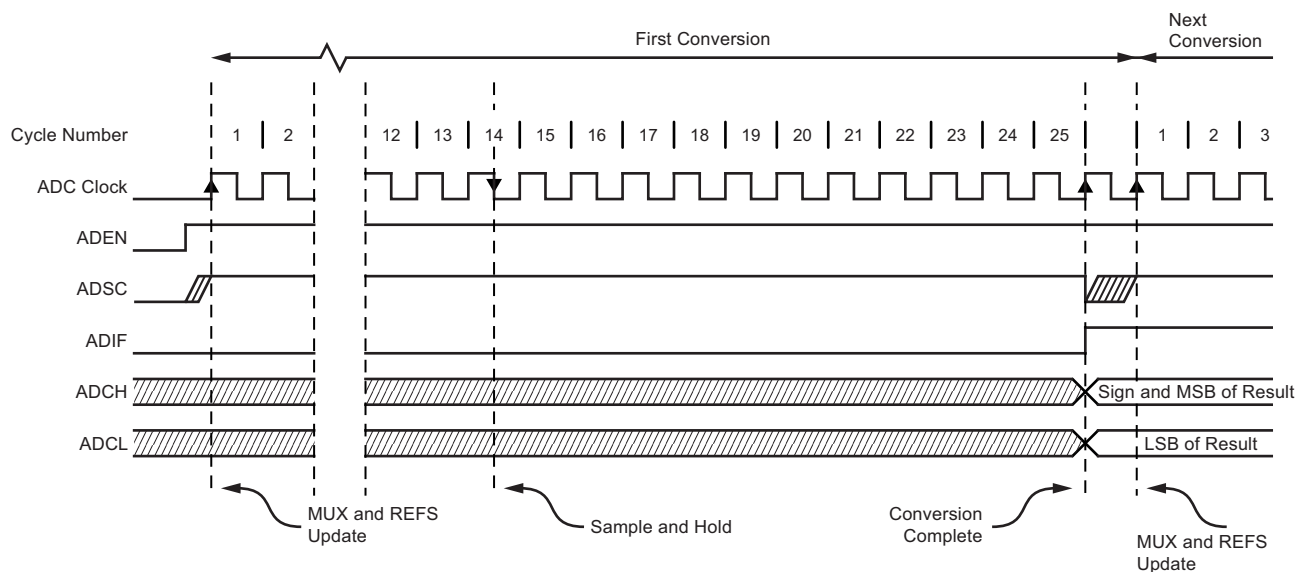 Next
Conversion
First Conversion
Cycle Number 1 2 12 13 14 15 16 17 18 19 20 21 22 23 24 25 1 2 3
ADC Clock
ADEN
ADSC
ADIF
ADCH Sign and MSB of Result
ADCL LSB of Result
MUX and REFS
Update
Sample and Hold
Conversion
Complete
MUX and REFS
Update